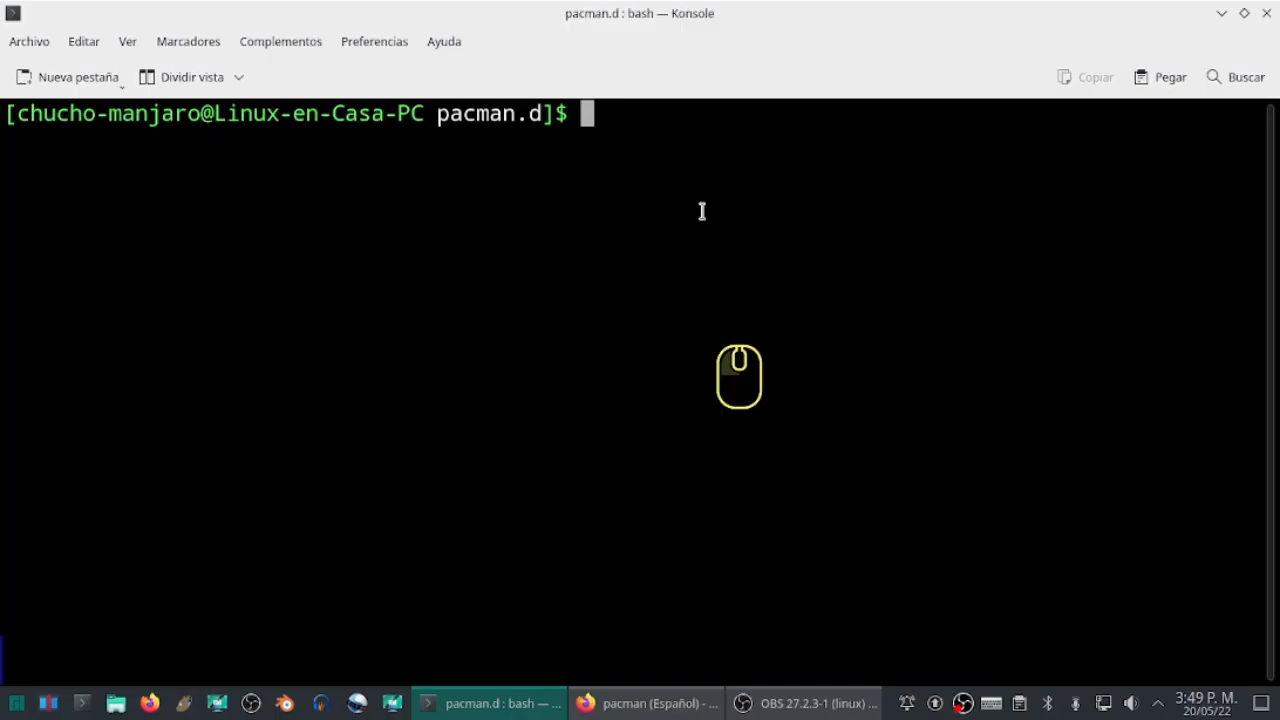 pacman.d : bash — Konsole
Archivo Editar Ver Marcadores Complementos Preferencias Ayuda
Nueva pestaña Dividir vista Copiar Pegar Buscar
[chucho-manjaro@Linux-en-Casa-PC pacman.d]$
pacman.d : bash — ... pacman (Español) - ... OBS 27.2.3-1 (linux) ... 3:49 P. M.
20/05/22